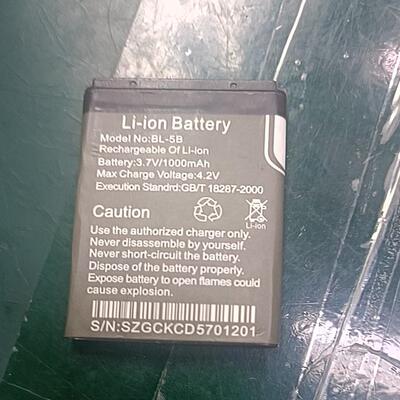 Li-ion Battery
Model No:BL-5B
Rechargeable Of Li-ion
Battery:3.7V/1000mAh
Max Charge Voltage:4.2V
Execution Standrd:GB/T 18287-2000
Caution
Li-ion
Use the authorized charger only.
Never disassemble by yourself.
Never short-circuit the battery
Dispose of the battery properly.
Expose battery to open flames could
cause explosion.
S/N:SZGCKCD5701201